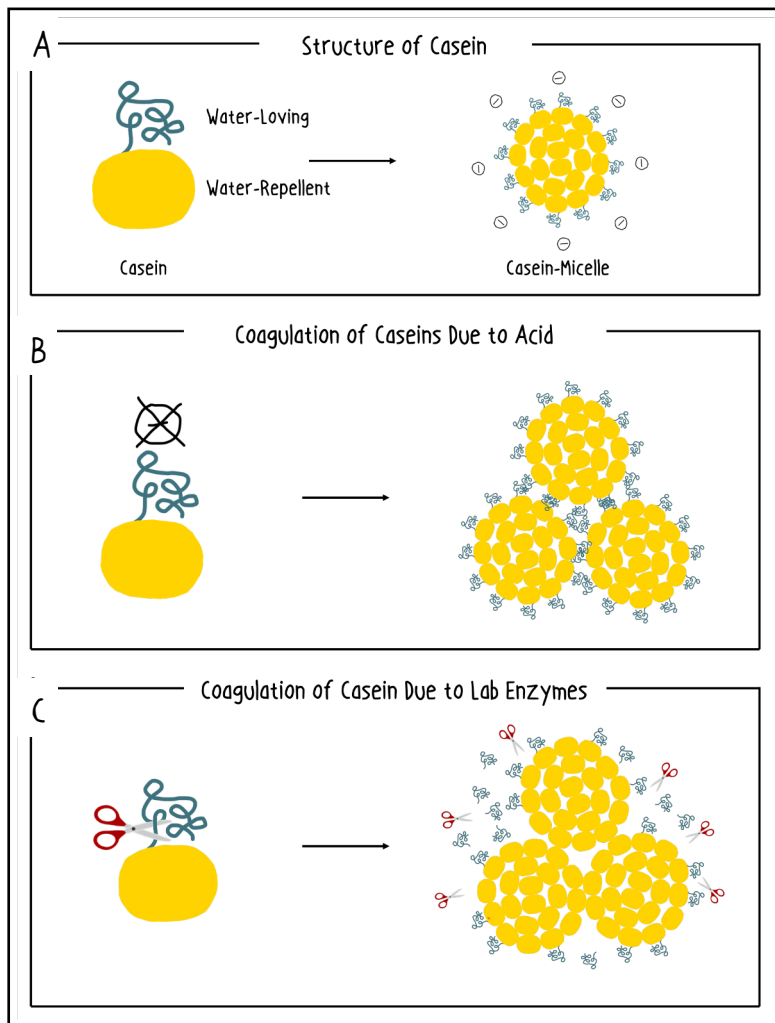 A
Structure of Casein
Water-Loving
Water-Repellent
Casein
Casein-Micelle
B
Coagulation of Caseins Due to Acid
C
Coagulation of Casein Due to Lab Enzymes